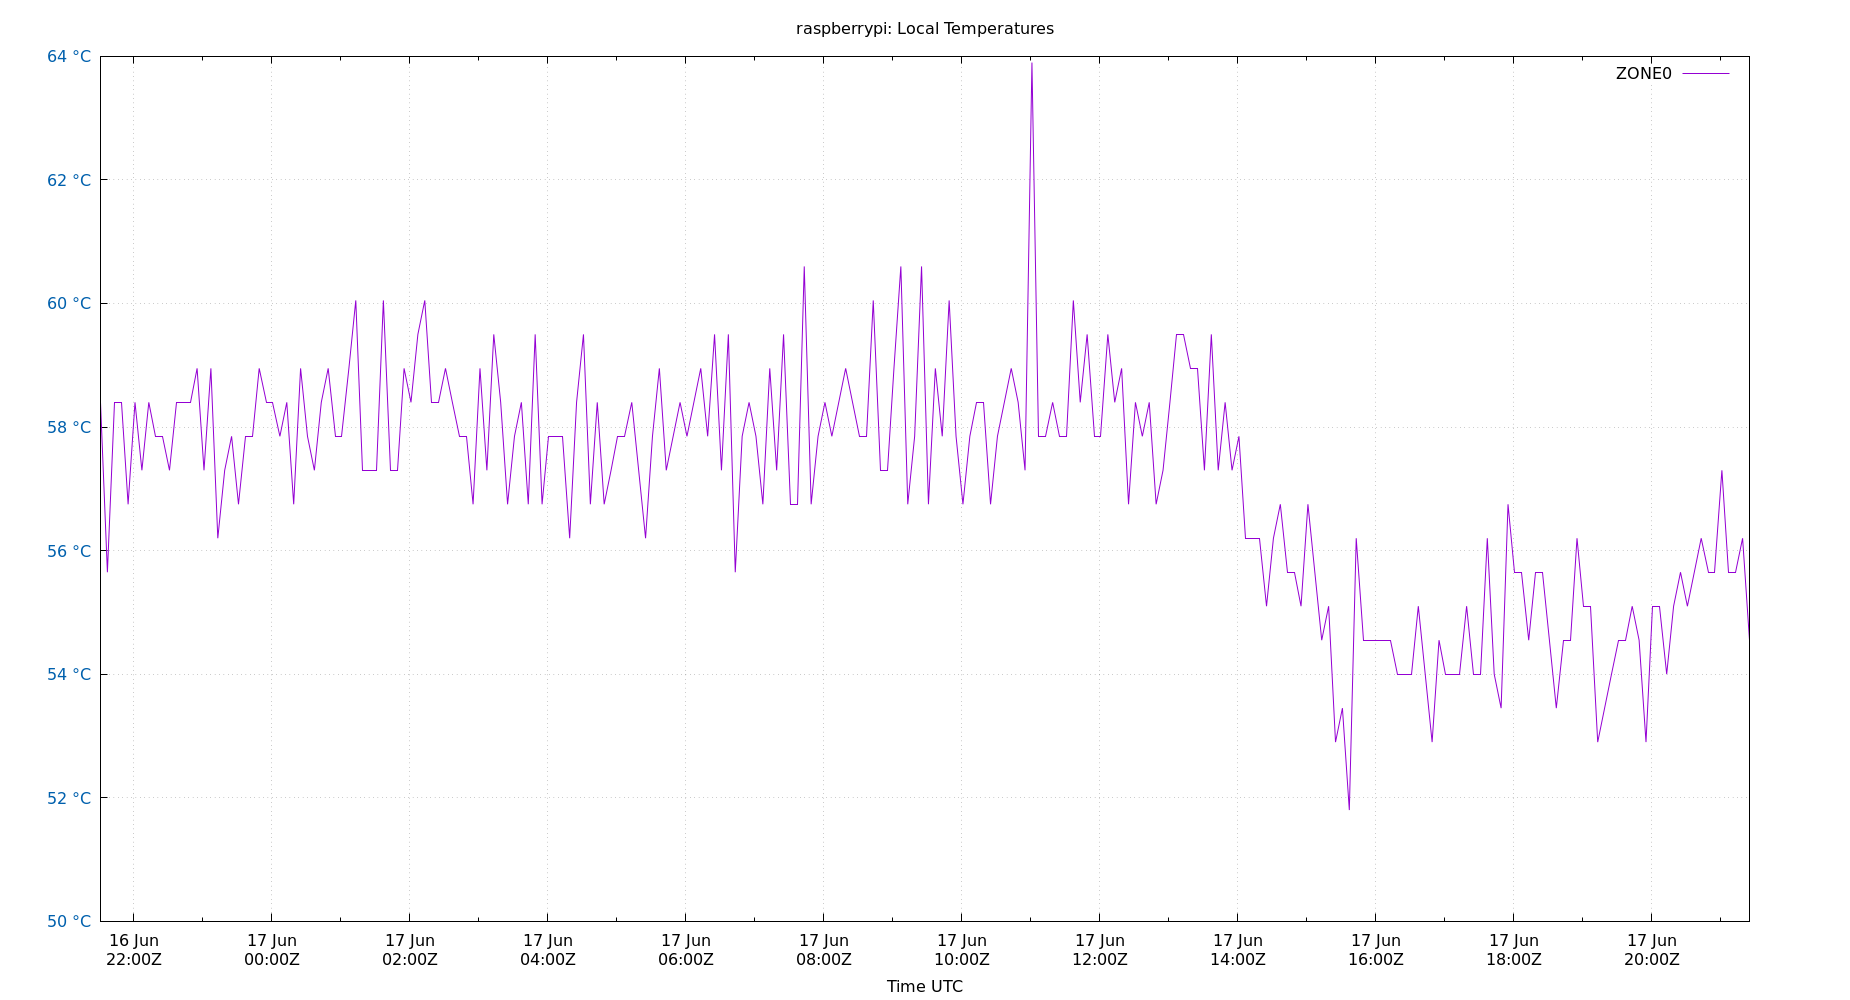 raspberrypi: Local Temperatures
64 °C
ZONE0
62 °C
60 °C
58 °C
56 °C
54 °C
52 °C
50 °C
16 Jun 17 Jun 17 Jun 17 Jun 17 Jun 17 Jun 17 Jun 17 Jun 17 Jun 17 Jun 17 Jun 17 Jun
22:00Z 00:00Z 02:00Z 04:00Z 06:00Z 08:00Z 10:00Z 12:00Z 14:00Z 16:00Z 18:00Z 20:00Z
Time UTC